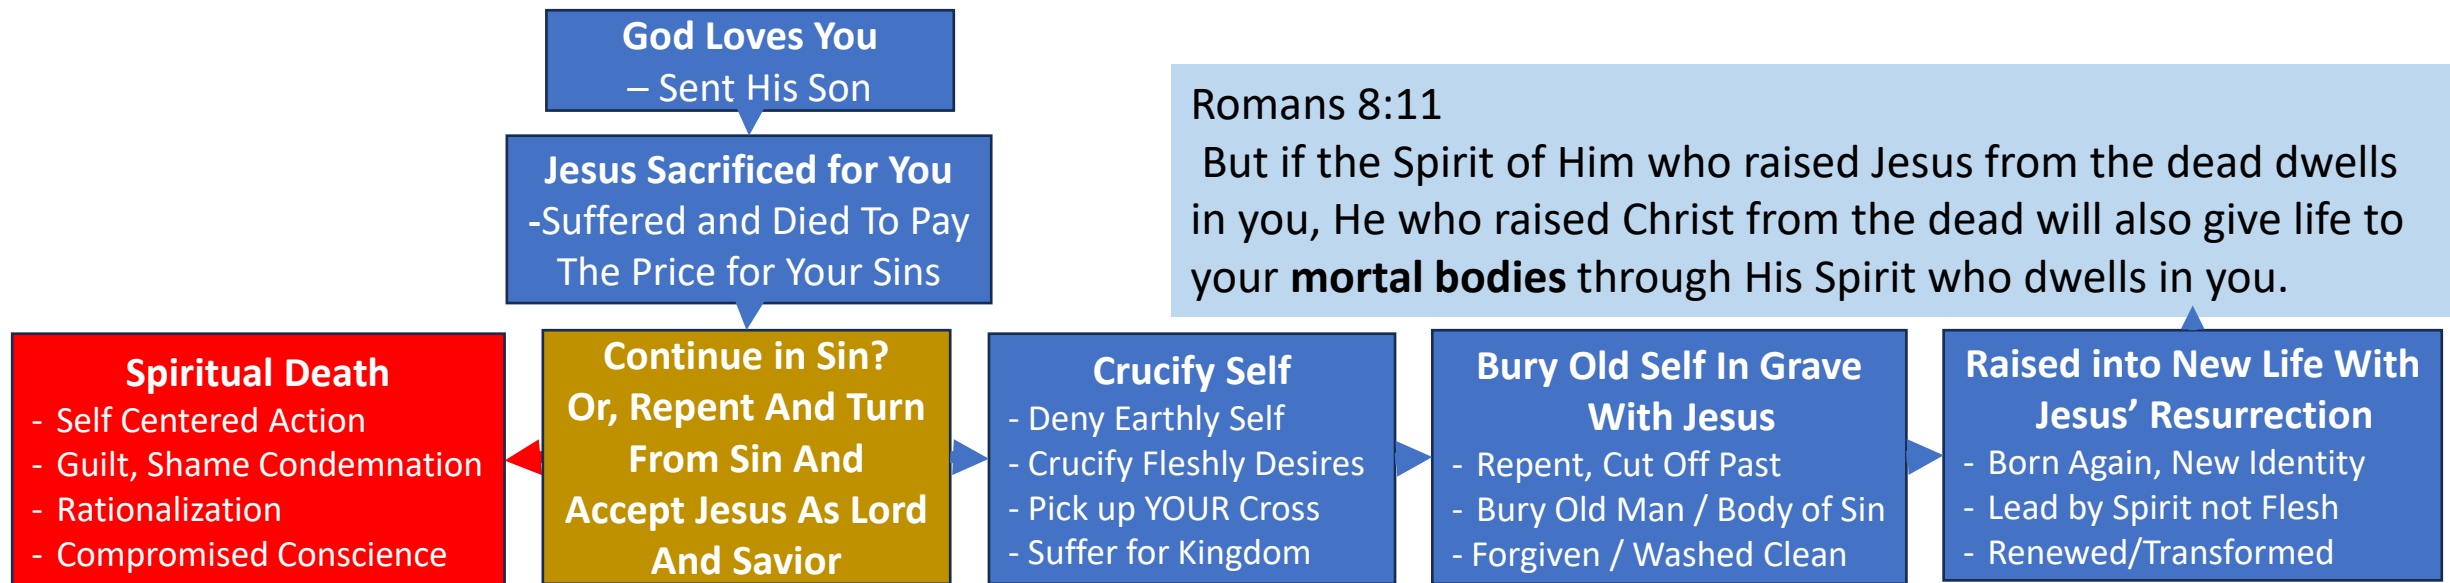 God Loves You
– Sent His Son
Jesus Sacrificed for You
-Suffered and Died To Pay
The Price for Your Sins
Romans 8:11
But if the Spirit of Him who raised Jesus from the dead dwells
in you, He who raised Christ from the dead will also give life to
your mortal bodies through His Spirit who dwells in you.
Spiritual Death
- Self Centered Action
- Guilt, Shame Condemnation
- Rationalization
- Compromised Conscience
Continue in Sin?
Or, Repent And Turn
From Sin And
Accept Jesus As Lord
And Savior
Crucify Self
- Deny Earthly Self
- Crucify Fleshly Desires
- Pick up YOUR Cross
- Suffer for Kingdom
Bury Old Self In Grave
With Jesus
- Repent, Cut Off Past
- Bury Old Man / Body of Sin
- Forgiven / Washed Clean
Raised into New Life With
Jesus’ Resurrection
- Born Again, New Identity
- Lead by Spirit not Flesh
- Renewed/Transformed